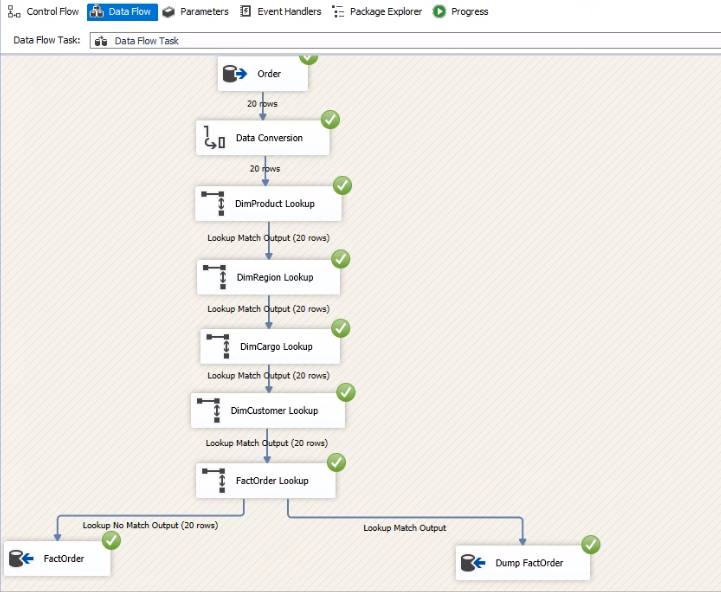 Control Flow Data Flow Parameters Event Handlers Package Explorer Progress
Data Flow Task: Data Flow Task
Order
20 rows
Data Conversion
20 rows
DimProduct Lookup
Lookup Match Output (20 rows)
DimRegion Lookup
Lookup Match Output (20 rows)
DimCargo Lookup
Lookup Match Output (20 rows)
DimCustomer Lookup
Lookup Match Output (20 rows)
FactOrder Lookup
Lookup No Match Output (20 rows)
Lookup Match Output
FactOrder
Dump FactOrder